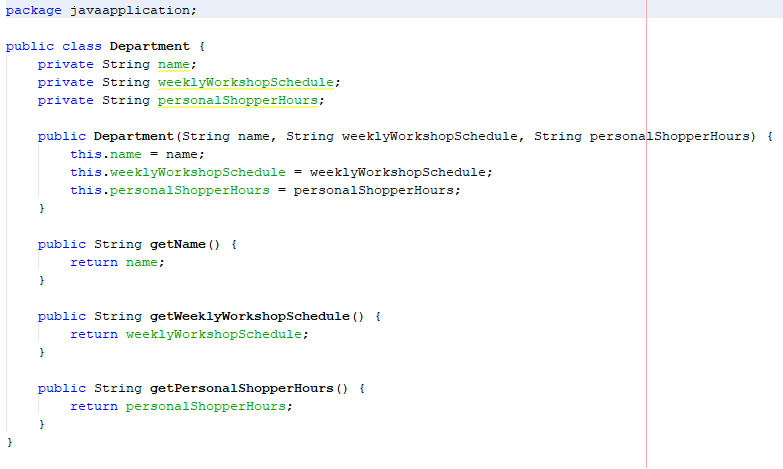 package javaapplication;
public class Department {
private String name;
private String weeklyWorkshopSchedule;
private String personalShopperHours;
public Department(String name, String weeklyWorkshopSchedule, String personalShopperHours) {
this.name = name;
this.weeklyWorkshopSchedule = weeklyWorkshopSchedule;
this.personalShopperHours = personalShopperHours;
}
public String getName() {
return name;
}
public String getWeeklyWorkshopSchedule() {
return weeklyWorkshopSchedule;
}
public String getPersonalShopperHours() {
return personalShopperHours;
}
}